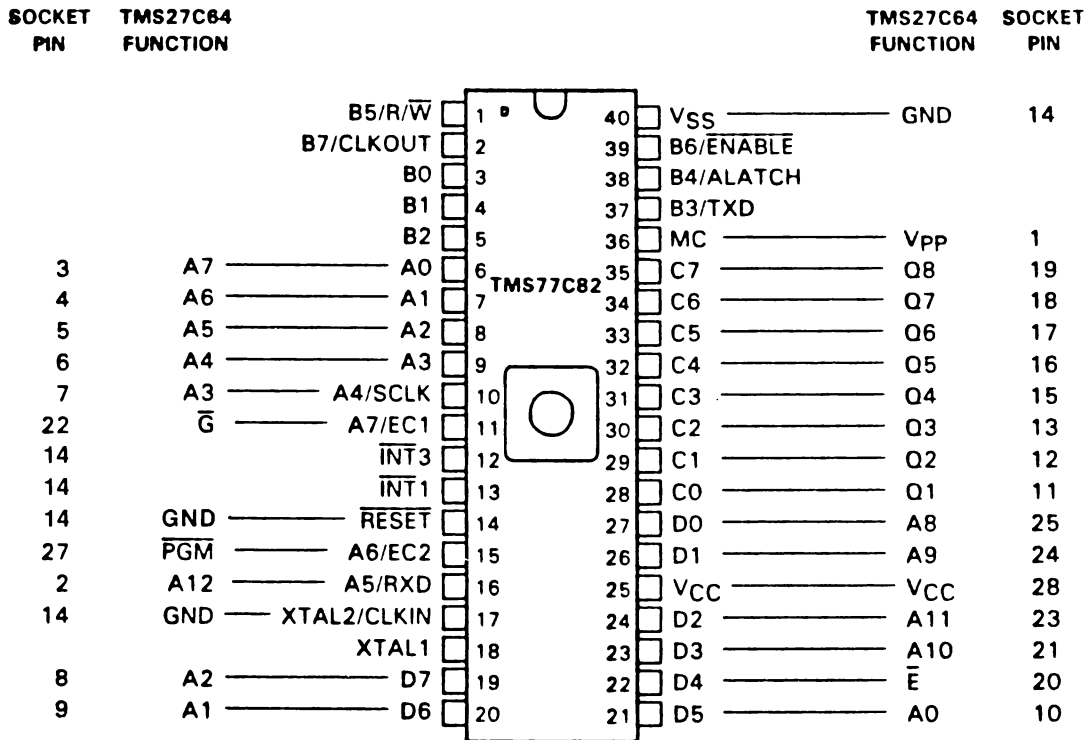 SOCKET TMS27C64 TMS27C64 SOCKET
PIN FUNCTION FUNCTION PIN
B5/R/W̅ 1 40 VSS GND 14
B7/CLKOUT 2 39 B6/E̅N̅A̅B̅L̅E̅
B0 3 38 B4/ALATCH
B1 4 37 B3/TXD
B2 5 36 MC VPP 1
3 A7 A0 6 TMS77C82 35 C7 Q8 19
4 A6 A1 7 34 C6 Q7 18
5 A5 A2 8 33 C5 Q6 17
6 A4 A3 9 32 C4 Q5 16
7 A3 A4/SCLK 10 31 C3 Q4 15
22 G̅ A7/EC1 11 30 C2 Q3 13
14 I̅N̅T̅3 12 29 C1 Q2 12
14 I̅N̅T̅1 13 28 C0 Q1 11
14 GND R̅E̅S̅E̅T̅ 14 27 D0 A8 25
27 P̅G̅M̅ A6/EC2 15 26 D1 A9 24
2 A12 A5/RXD 16 25 VCC VCC 28
14 GND XTAL2/CLKIN 17 24 D2 A11 23
XTAL1 18 23 D3 A10 21
8 A2 D7 19 22 D4 E̅ 20
9 A1 D6 20 21 D5 A0 10